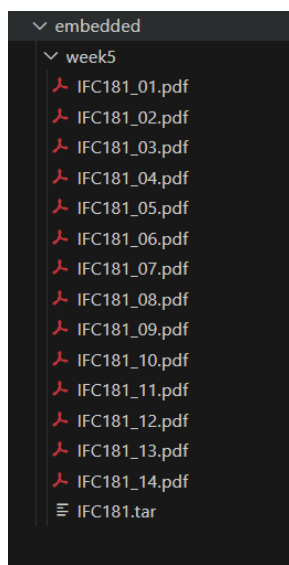 embedded
week5
IFC181_01.pdf
IFC181_02.pdf
IFC181_03.pdf
IFC181_04.pdf
IFC181_05.pdf
IFC181_06.pdf
IFC181_07.pdf
IFC181_08.pdf
IFC181_09.pdf
IFC181_10.pdf
IFC181_11.pdf
IFC181_12.pdf
IFC181_13.pdf
IFC181_14.pdf
IFC181.tar